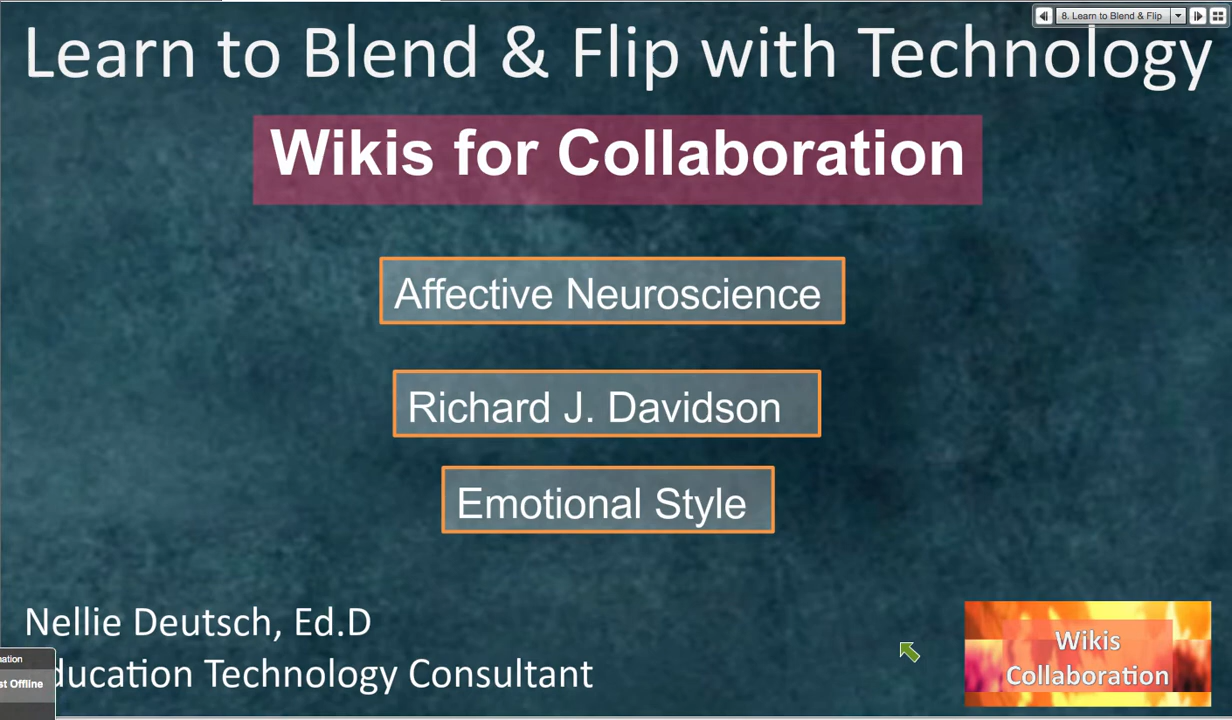 8. Learn to Blend & Flip
Learn to Blend & Flip with Technology
Wikis for Collaboration
Affective Neuroscience
Richard J. Davidson
Emotional Style
Nellie Deutsch, Ed.D
ducation Technology Consultant
Wikis
Collaboration
Offline